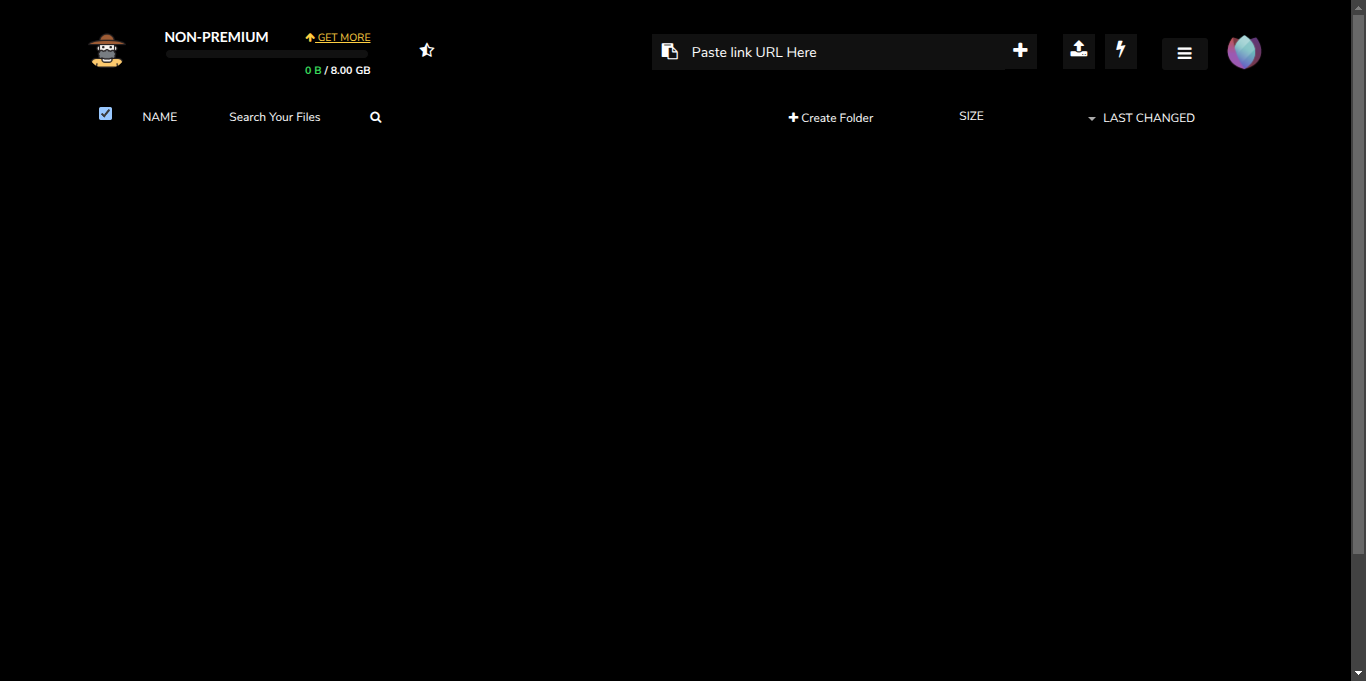 NON-PREMIUM
GET MORE
0 B / 8.00 GB
Paste link URL Here
NAME
Search Your Files
Create Folder
SIZE
LAST CHANGED